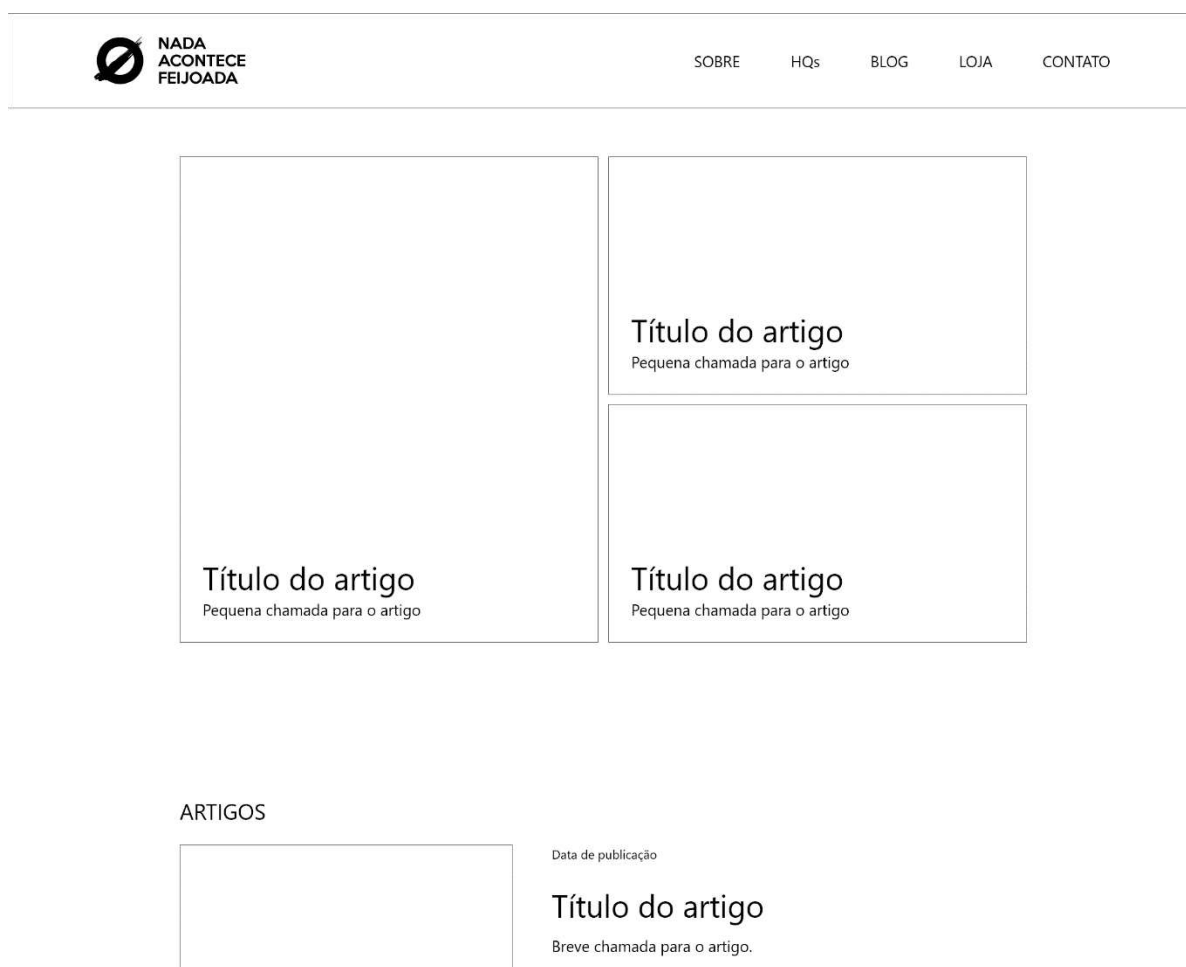 NADA
ACONTECE
FEIJOADA
SOBRE HQs BLOG LOJA CONTATO
Título do artigo
Pequena chamada para o artigo
Título do artigo
Pequena chamada para o artigo
Título do artigo
Pequena chamada para o artigo
ARTIGOS
Data de publicação
Título do artigo
Breve chamada para o artigo.